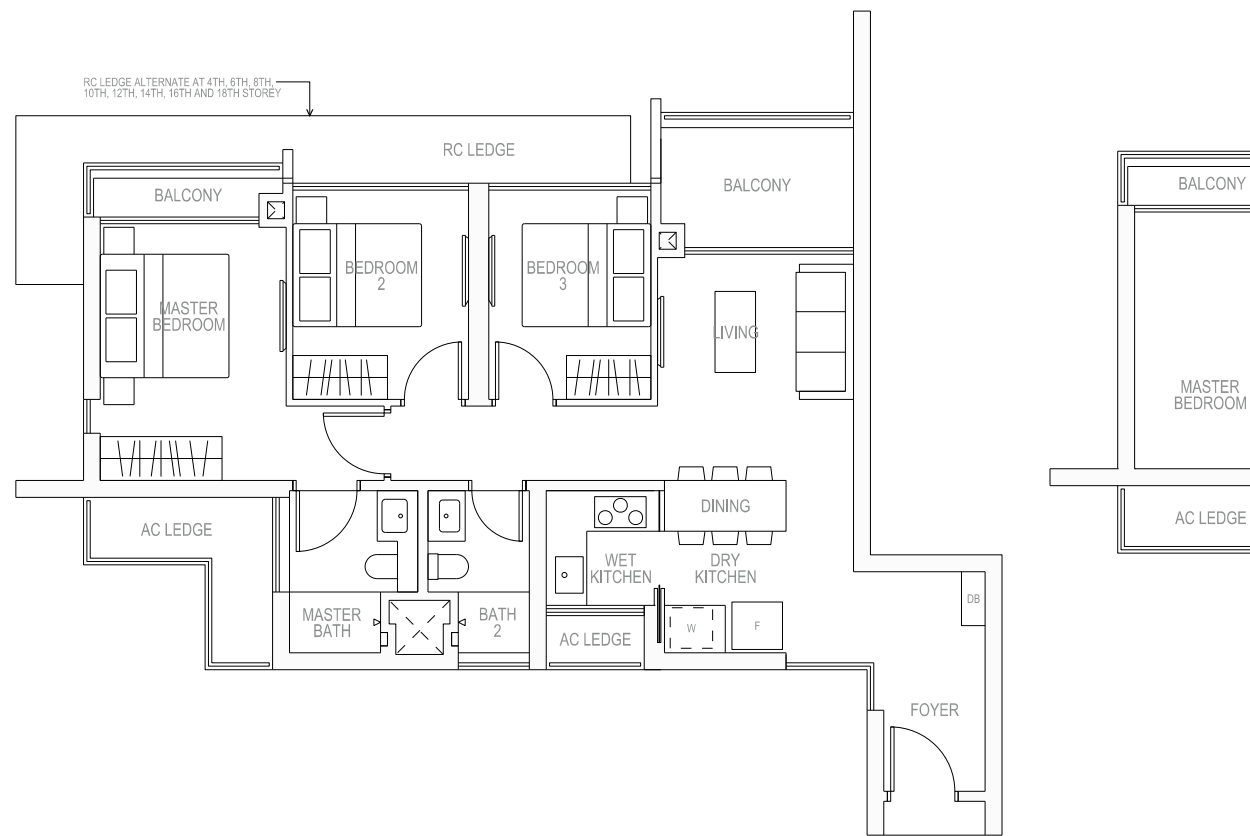 RC LEDGE ALTERNATE AT 4TH, 6TH, 8TH,
10TH, 12TH, 14TH, 16TH AND 18TH STOREY
RC LEDGE
BALCONY
BALCONY
BALCONY
BEDROOM
2
BEDROOM
3
MASTER
BEDROOM
LIVING
MASTER
BEDROOM
DINING
AC LEDGE
AC LEDGE
WET
KITCHEN
DRY
KITCHEN
DB
MASTER
BATH
BATH
2
AC LEDGE
W
F
FOYER